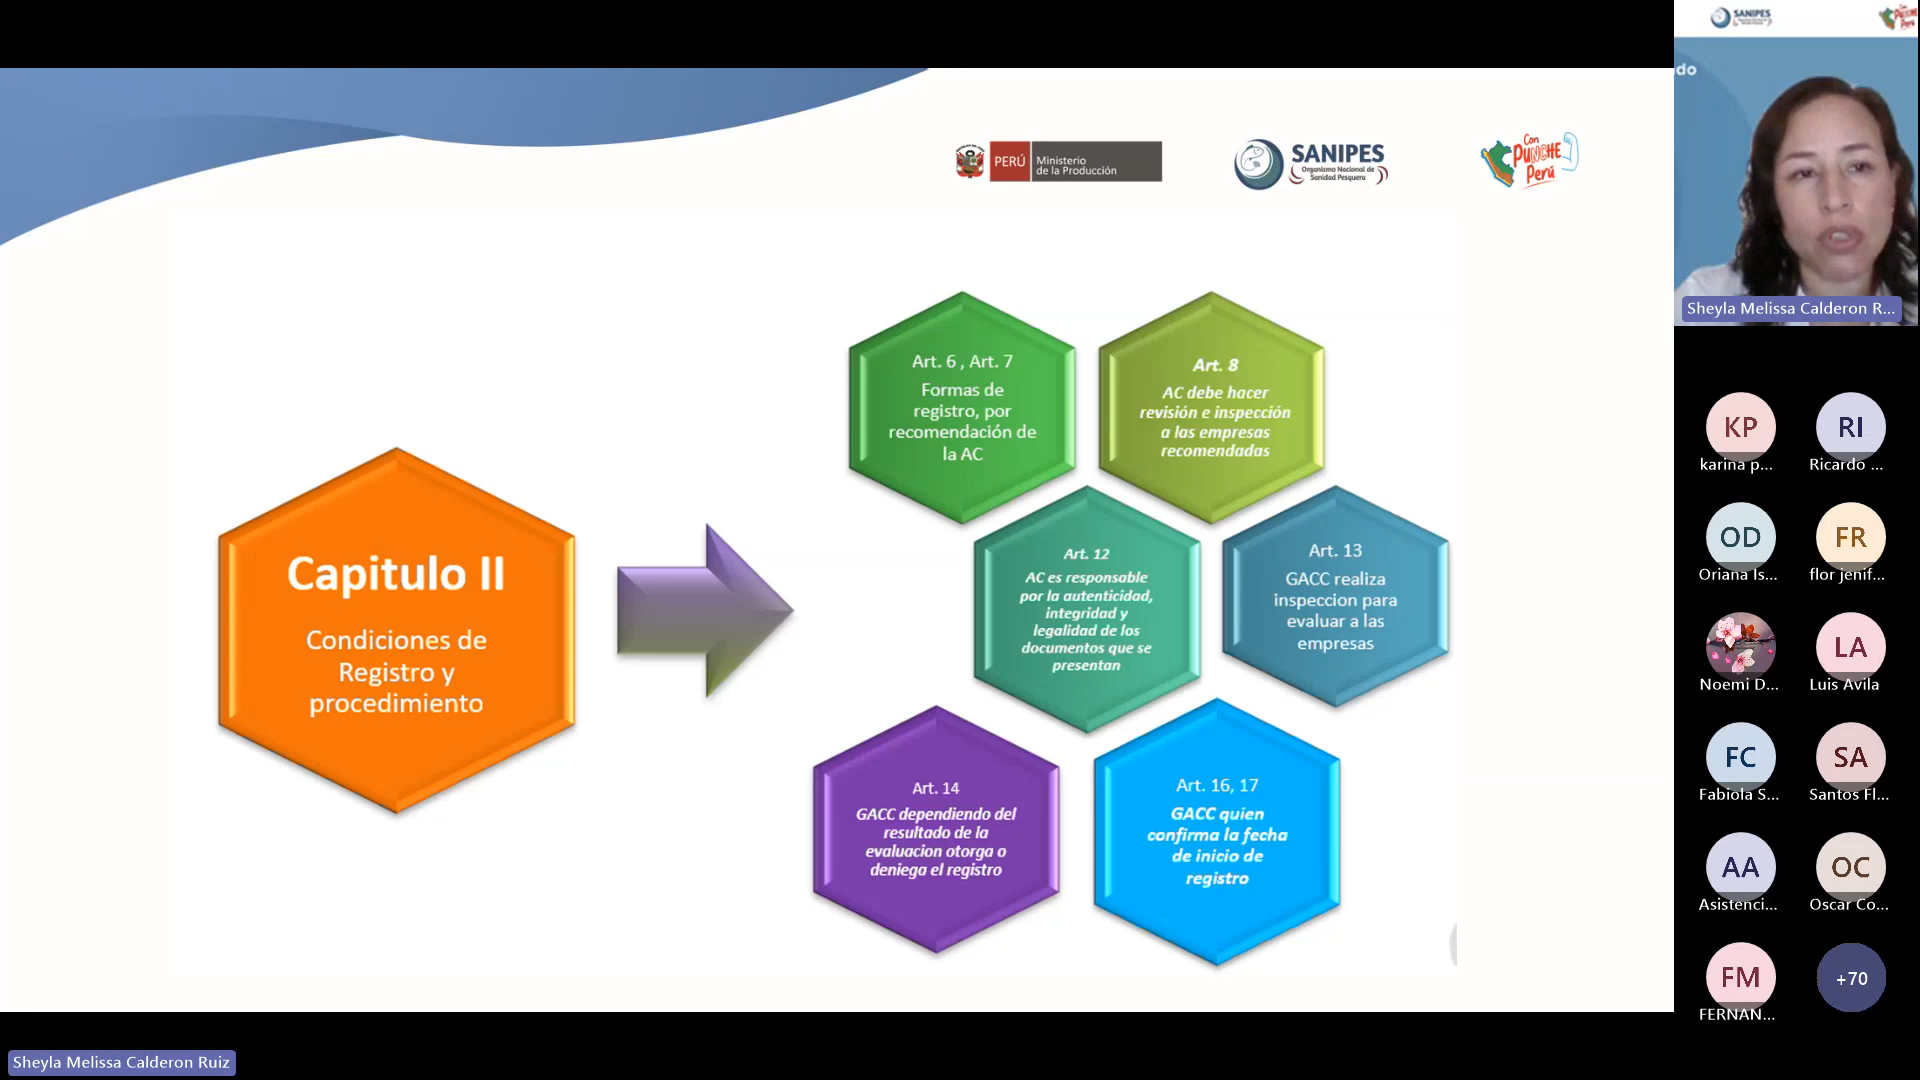 PERÚ
Ministerio
de la Producción
SANIPES
Organismo Nacional de
Sanidad Pesquera
Con
PUNCHE
Perú
Capitulo II
Condiciones de
Registro y
procedimiento
Art. 6 , Art. 7
Formas de
registro, por
recomendación de
la AC
Art. 8
AC debe hacer
revisión e inspección
a las empresas
recomendadas
Art. 12
AC es responsable
por la autenticidad,
integridad y
legalidad de los
documentos que se
presentan
Art. 13
GACC realiza
inspeccion para
evaluar a las
empresas
Art. 14
GACC dependiendo del
resultado de la
evaluacion otorga o
deniega el registro
Art. 16, 17
GACC quien
confirma la fecha
de inicio de
registro
SANIPES
Con
PUNCHE
Perú
do
Sheyla Melissa Calderon R...
KP
karina p...
RI
Ricardo ...
OD
Oriana Is...
FR
flor jenif...
Noemi D...
LA
Luis Avila
FC
Fabiola S...
SA
Santos Fl...
AA
Asistenci...
OC
Oscar Co...
FM
FERNAN...
+70
Sheyla Melissa Calderon Ruiz